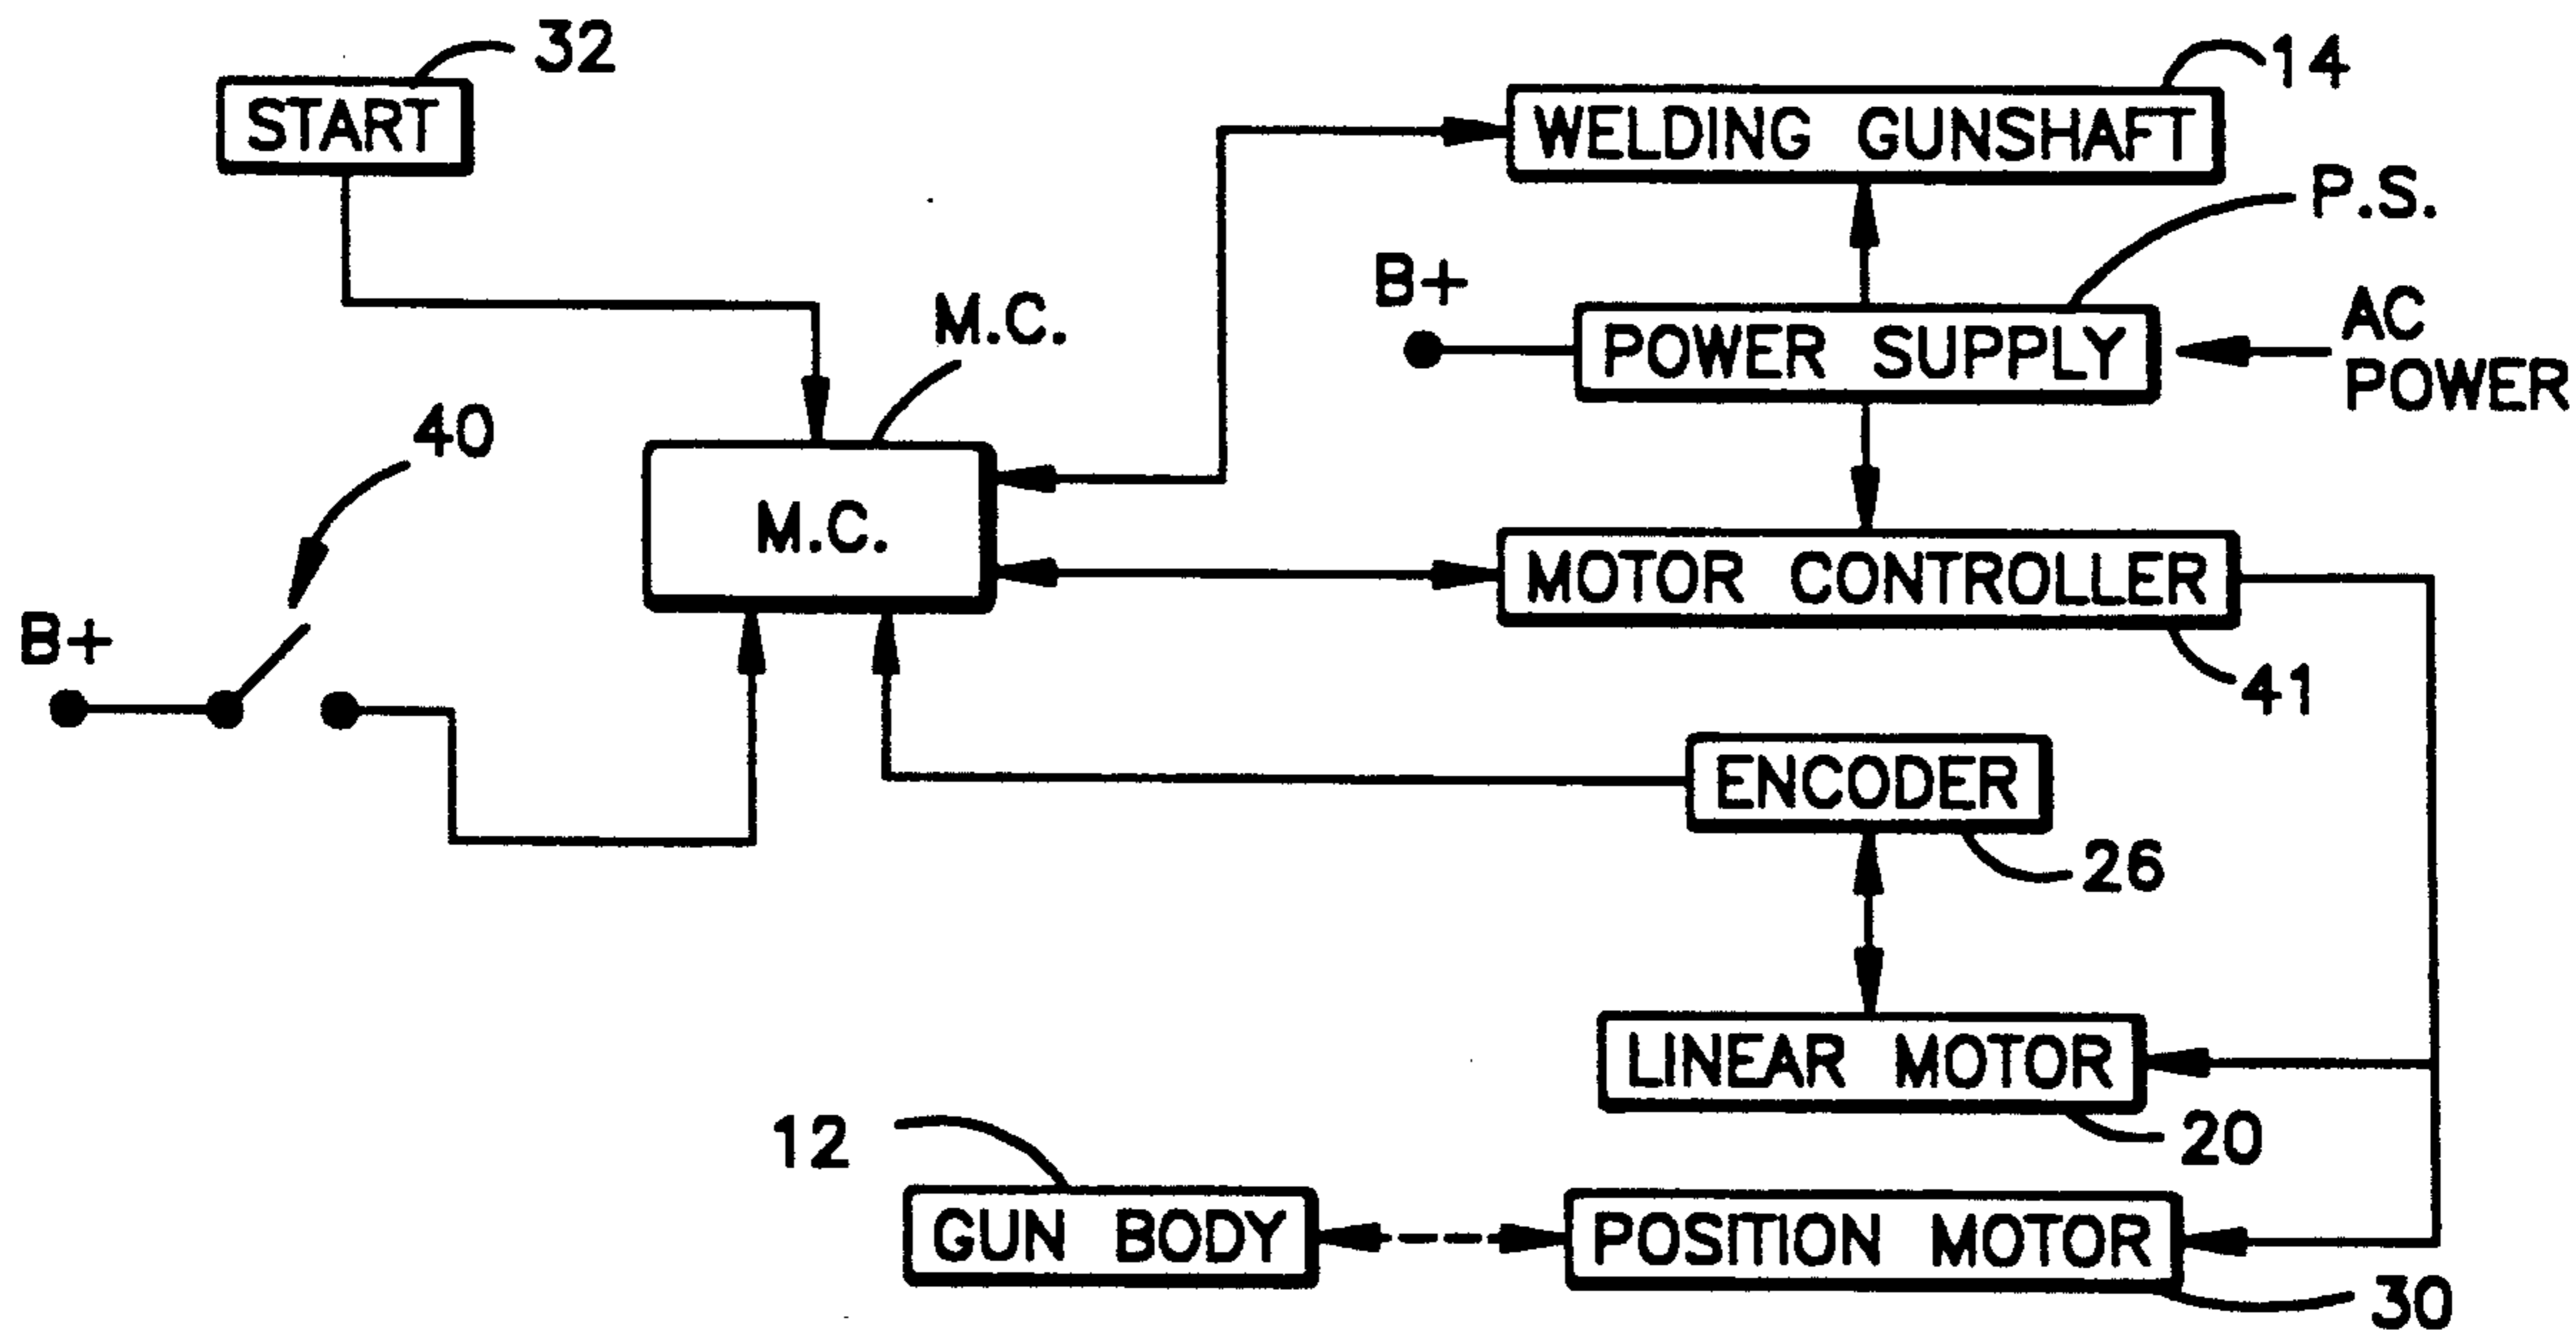 32
START
14
WELDING GUNSHAFT
P.S.
B+
POWER SUPPLY
AC
POWER
M.C.
M.C.
40
B+
MOTOR CONTROLLER
41
ENCODER
26
LINEAR MOTOR
20
12
GUN BODY
POSITION MOTOR
30